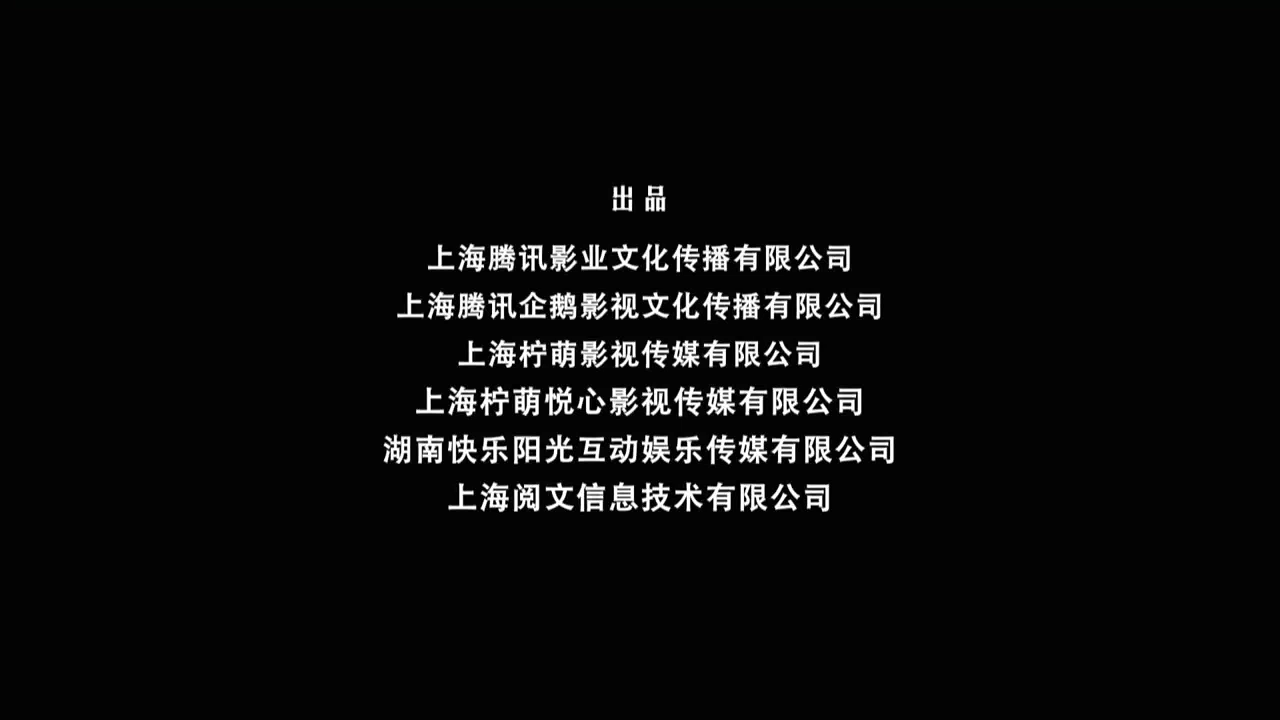 出品
上海腾讯影业文化传播有限公司
上海腾讯企鹅影视文化传播有限公司
上海柠萌影视传媒有限公司
上海柠萌悦心影视传媒有限公司
湖南快乐阳光互动娱乐传媒有限公司
上海阅文信息技术有限公司